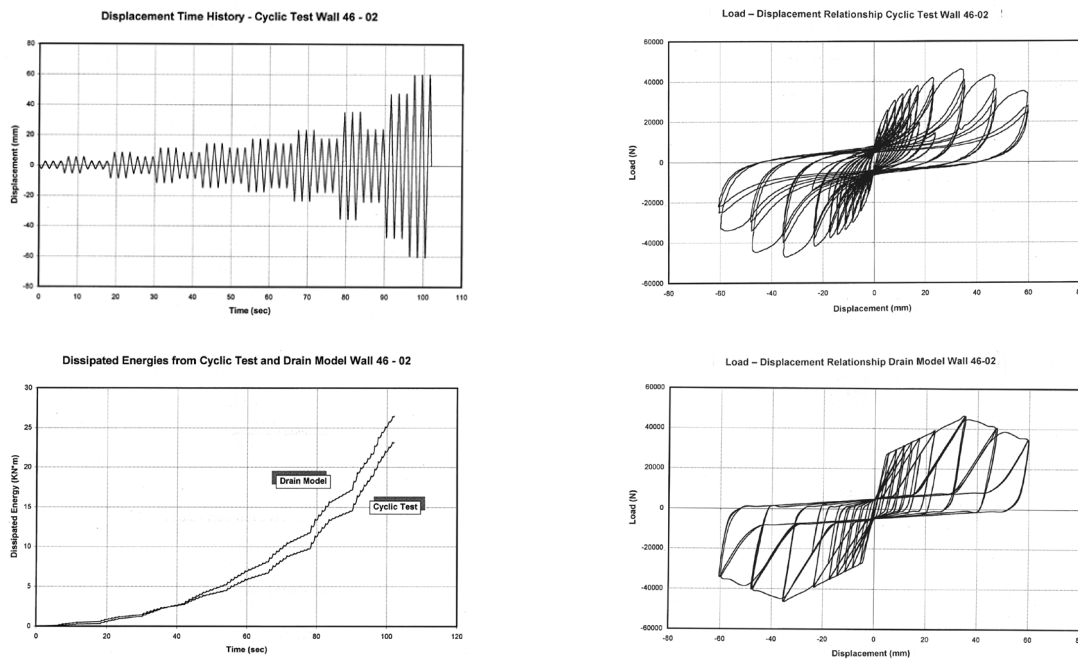 Displacement Time History - Cyclic Test Wall 46 - 02
80
60
40
20
0
-20
-40
-60
-80
Displacement (mm)
0 10 20 30 40 50 60 70 80 90 100 110
Time (sec)
Load – Displacement Relationship Cyclic Test Wall 46-02
60000
40000
20000
0
-20000
-40000
-60000
Load (N)
-80 -60 -40 -20 0 20 40 60 80
Displacement (mm)
Dissipated Energies from Cyclic Test and Drain Model Wall 46 - 02
30
25
20
15
10
5
0
Dissipated Energy (KN*m)
Drain Model
Cyclic Test
0 20 40 60 80 100 120
Time (sec)
Load – Displacement Relationship Drain Model Wall 46-02
60000
40000
20000
0
-20000
-40000
-60000
Load (N)
-80 -60 -40 -20 0 20 40 60 80
Displacement (mm)